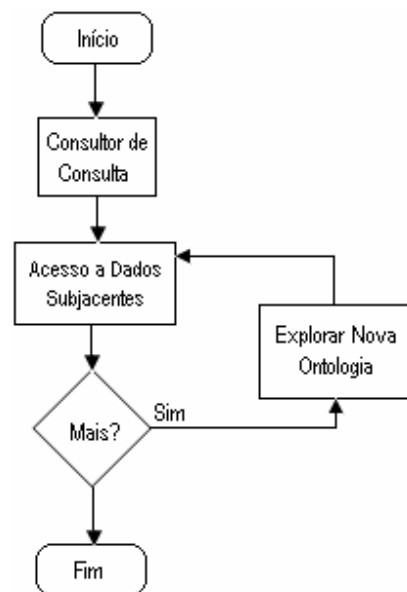 Início
Consultor de
Consulta
Acesso a Dados
Subjacentes
Explorar Nova
Ontologia
Mais?
Sim
Fim